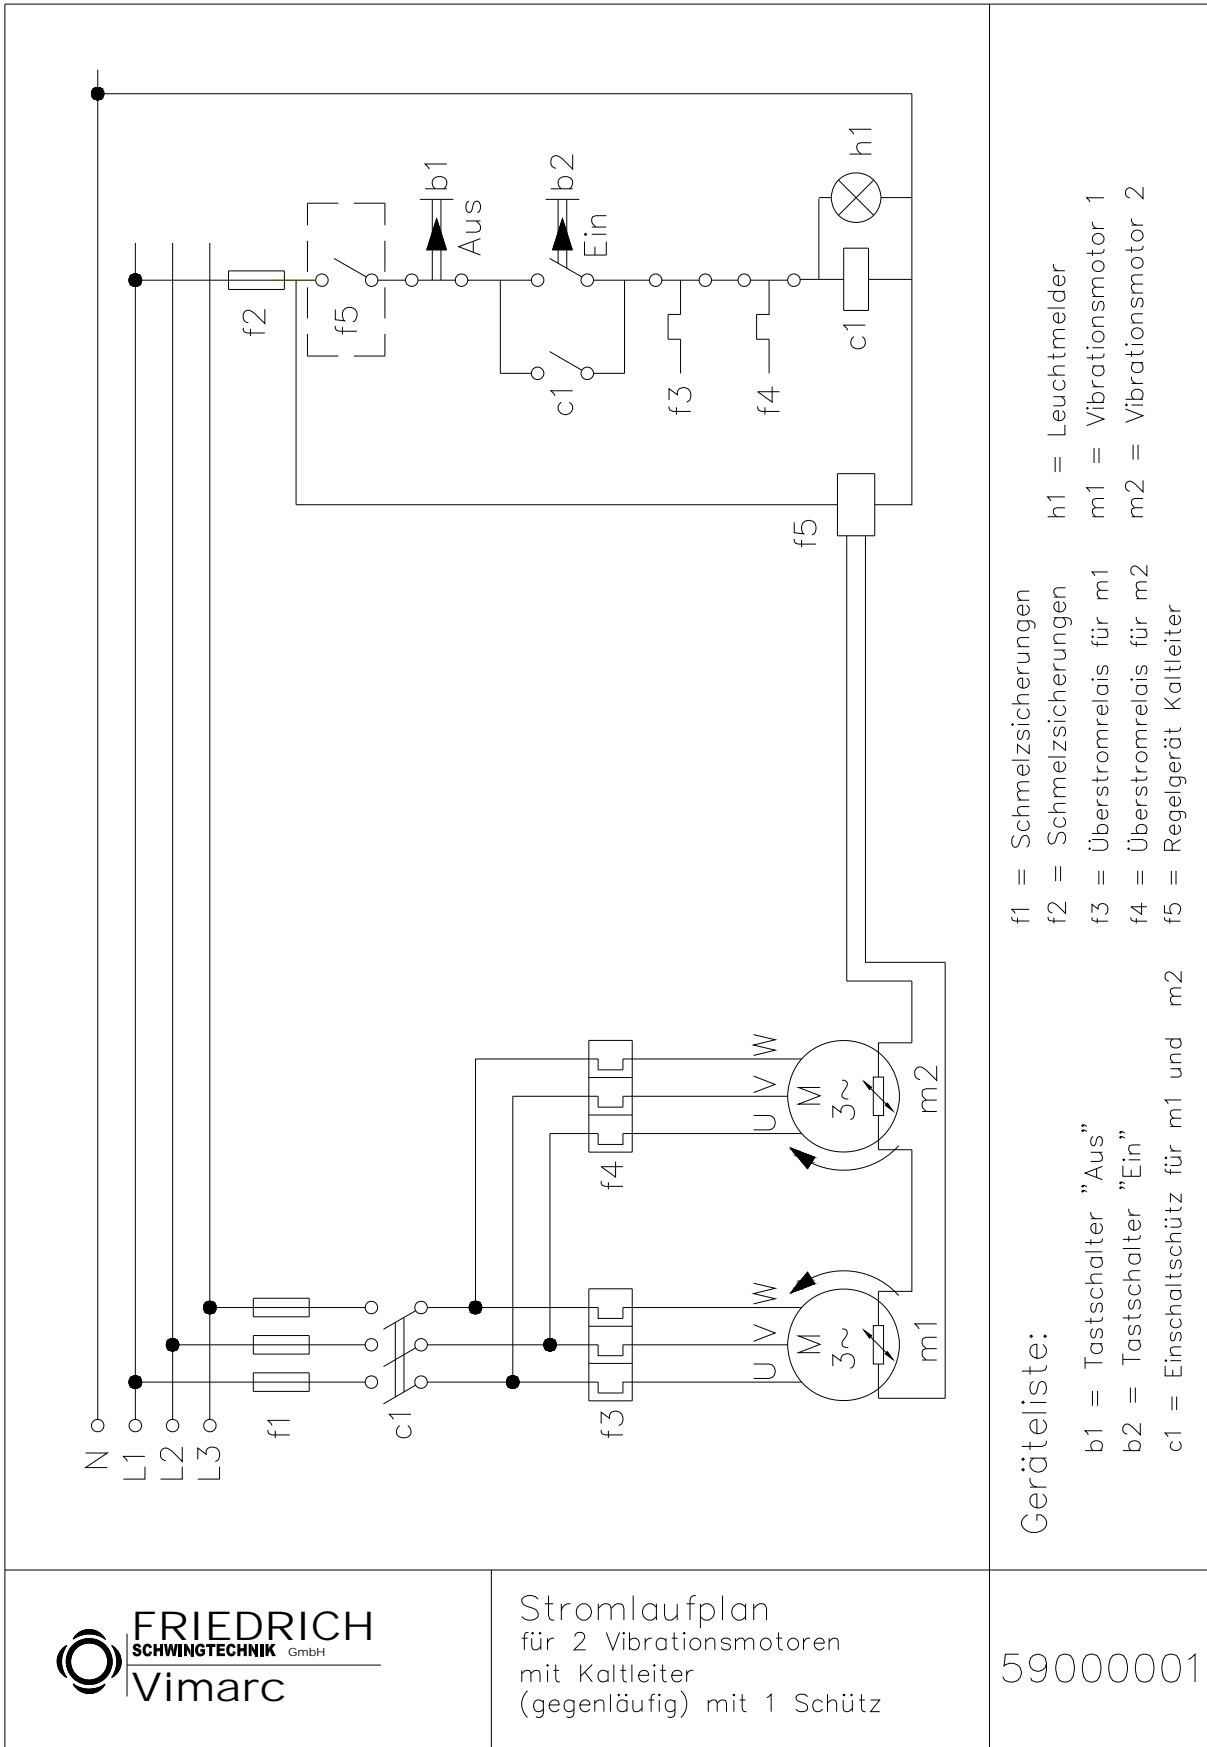 N
L1
L2
L3
f1
c1
f3
f4
U
V
W
M
3~
m1
U
V
W
M
3~
m2
f2
f5
b1
Aus
b2
Ein
c1
f3
f4
c1
h1
f5
Geräteliste:
b1 = Tastschalter "Aus"
b2 = Tastschalter "Ein"
c1 = Einschaltschütz für m1 und m2
f1 = Schmelzsicherungen
f2 = Schmelzsicherungen
f3 = Überstromrelais für m1
f4 = Überstromrelais für m2
f5 = Regelgerät Kaltleiter
h1 = Leuchtmelder
m1 = Vibrationsmotor 1
m2 = Vibrationsmotor 2
FRIEDRICH
SCHWINGTECHNIK GmbH
Vimarc
Stromlaufplan
für 2 Vibrationsmotoren
mit Kaltleiter
(gegenläufig) mit 1 Schütz
59000001